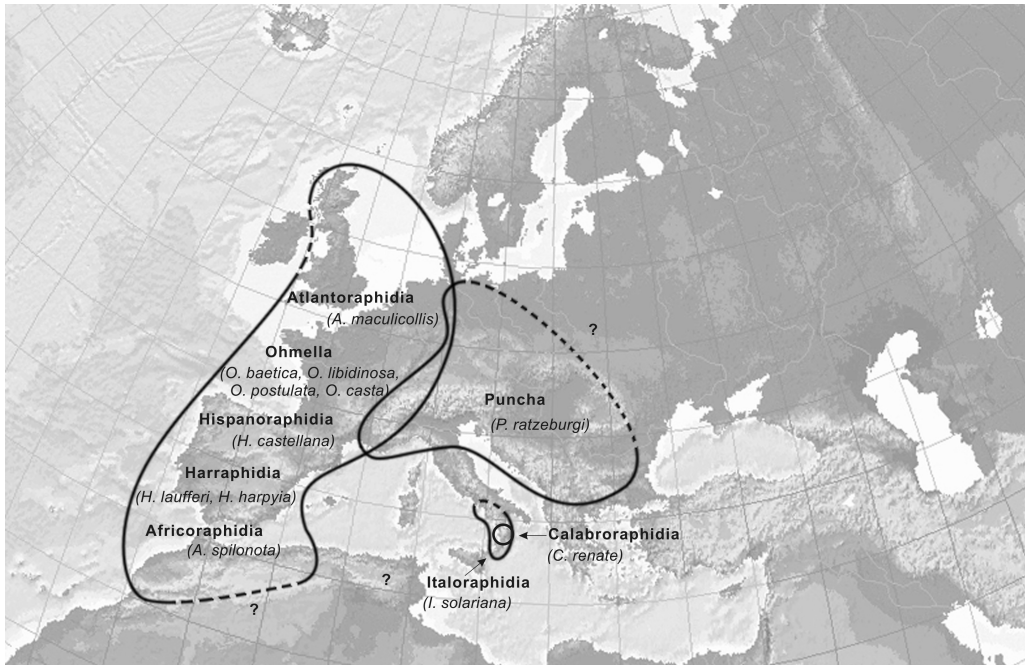 Atlantoraphidia
(A. maculicollis)
?
Ohmella
(O. baetica, O. libidinosa,
O. postulata, O. casta)
Puncha
(P. ratzeburgi)
Hispanoraphidia
(H. castellana)
Harraphidia
(H. laufferi, H. harpyia)
Africoraphidia
(A. spilonota)
Calabroraphidia
(C. renate)
Italoraphidia
(I. solariana)
?
?